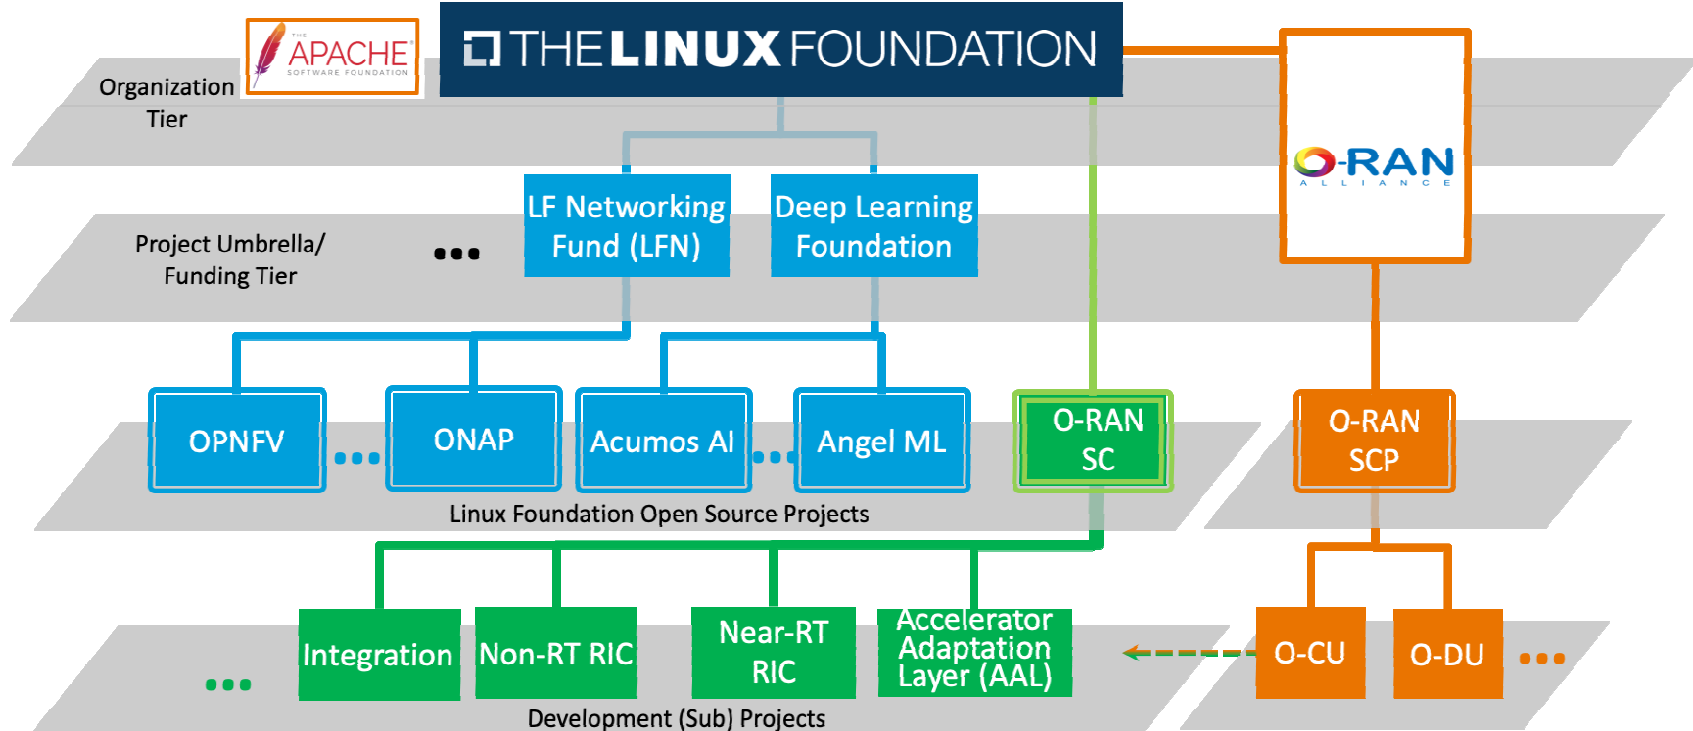 THE
APACHE®
SOFTWARE FOUNDATION
THE LINUX FOUNDATION
Organization
Tier
O-RAN
ALLIANCE
LF Networking
Fund (LFN)
Deep Learning
Foundation
Project Umbrella/
Funding Tier
...
OPNFV
...
ONAP
Acumos AI
...
Angel ML
O-RAN
SC
O-RAN
SCP
Linux Foundation Open Source Projects
...
Integration
Non-RT RIC
Near-RT
RIC
Accelerator
Adaptation
Layer (AAL)
O-CU
O-DU
...
Development (Sub) Projects